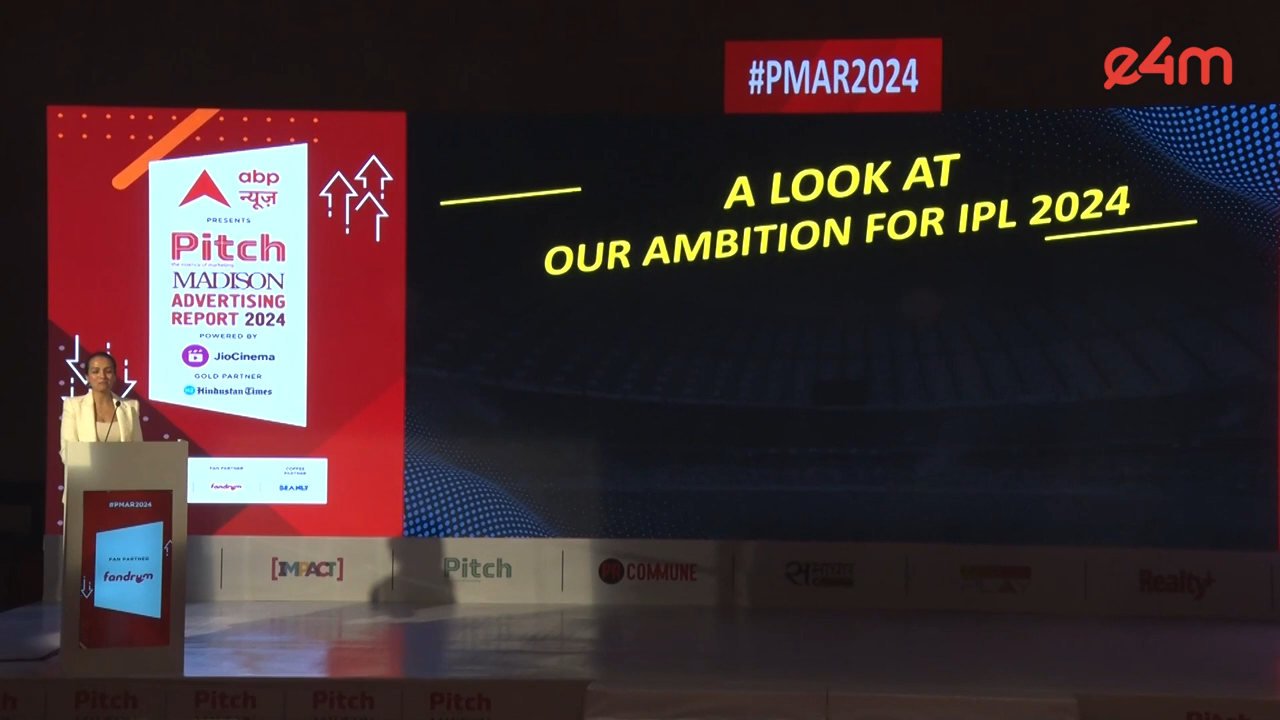 e4m
#PMAR2024
abp
न्यूज़
PRESENTS
Pitch
MADISON
ADVERTISING
REPORT 2024
POWERED BY
JioCinema
GOLD PARTNER
Hindustan Times
FAN PARTNER
fandrum
COFFEE
PARTNER
A LOOK AT
OUR AMBITION FOR IPL 2024
#PMAR2024
FAN PARTNER
fandrum
[IMPACT]
Pitch
PR COMMUNE
समाचार
Realty+
Pitch
Pitch
Pitch
Pitch